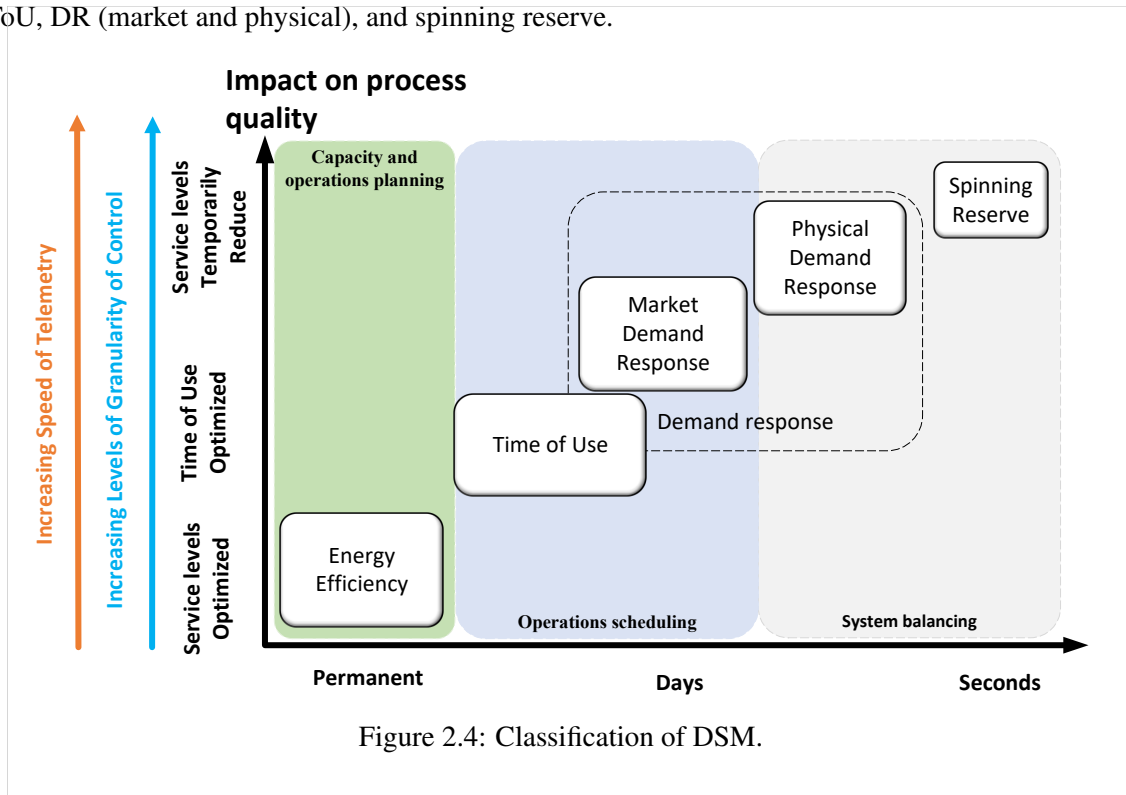 oU, DR (market and physical), and spinning reserve.
Impact on process
quality
Increasing Speed of Telemetry
Increasing Levels of Granularity of Control
Service levels
Temporarily
Reduce
Time of Use
Optimized
Service levels
Optimized
Capacity and
operations planning
Spinning
Reserve
Physical
Demand
Response
Market
Demand
Response
Demand response
Time of Use
Energy
Efficiency
Operations scheduling
System balancing
Permanent
Days
Seconds
Figure 2.4: Classification of DSM.